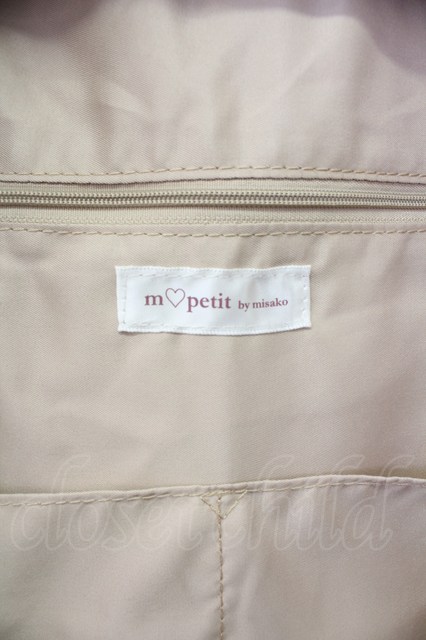 m♡petit by misako
closet child